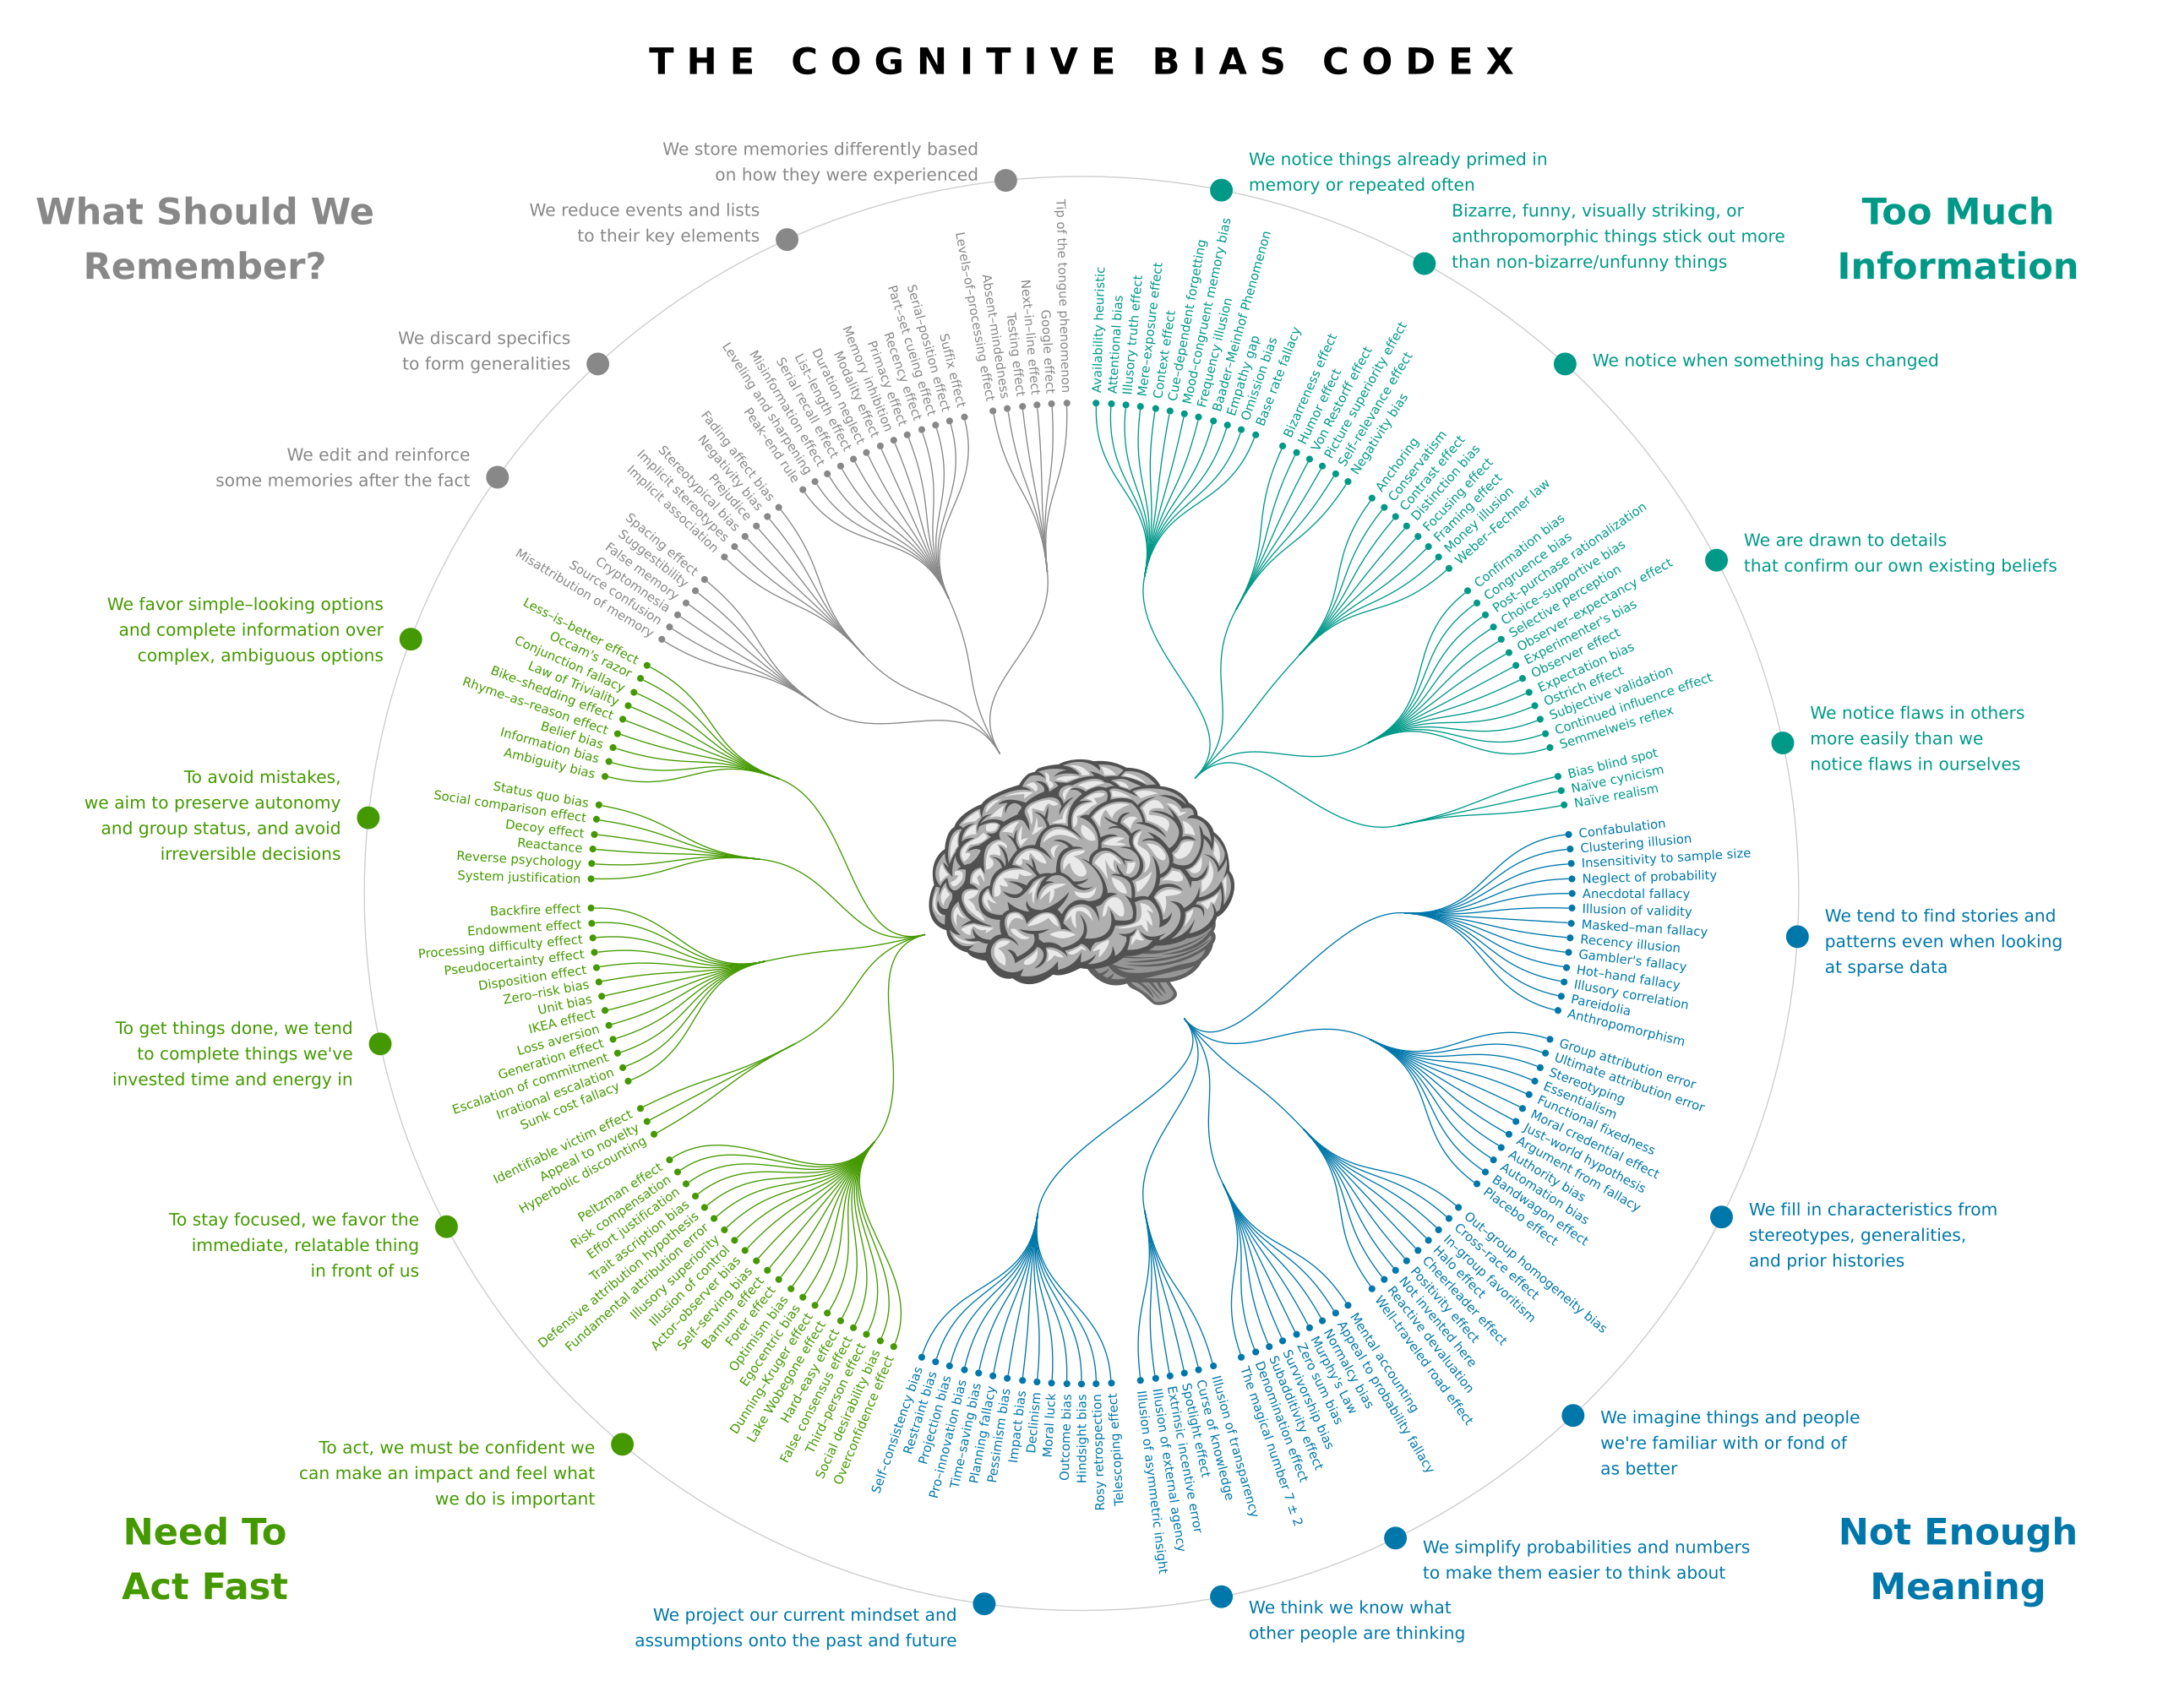 THE COGNITIVE BIAS CODEX
What Should We
Remember?
We store memories differently based
on how they were experienced
Tip of the tongue phenomenon
Google effect
Next–in–line effect
Testing effect
Absent–mindedness
Levels–of–processing effect
We reduce events and lists
to their key elements
Suffix effect
Serial–position effect
Part–set cueing effect
Recency effect
Primacy effect
Memory inhibition
Modality effect
Duration neglect
List–length effect
Serial recall effect
Misinformation effect
Leveling and sharpening
Peak–end rule
We discard specifics
to form generalities
Fading affect bias
Negativity bias
Prejudice
Stereotypical bias
Implicit stereotypes
Implicit association
We edit and reinforce
some memories after the fact
Spacing effect
Suggestibility
False memory
Cryptomnesia
Source confusion
Misattribution of memory
Too Much
Information
We notice things already primed in
memory or repeated often
Availability heuristic
Attentional bias
Illusory truth effect
Mere–exposure effect
Context effect
Cue–dependent forgetting
Mood–congruent memory bias
Frequency illusion
Baader–Meinhof Phenomenon
Empathy gap
Omission bias
Base rate fallacy
Bizarre, funny, visually striking, or
anthropomorphic things stick out more
than non-bizarre/unfunny things
Bizarreness effect
Humor effect
Von Restorff effect
Picture superiority effect
Self–relevance effect
Negativity bias
We notice when something has changed
Anchoring
Conservatism
Contrast effect
Distinction bias
Focusing effect
Framing effect
Money illusion
Weber–Fechner law
We are drawn to details
that confirm our own existing beliefs
Confirmation bias
Congruence bias
Post–purchase rationalization
Choice–supportive bias
Selective perception
Observer–expectancy effect
Experimenter's bias
Observer effect
Expectation bias
Ostrich effect
Subjective validation
Continued influence effect
Semmelweis reflex
We notice flaws in others
more easily than we
notice flaws in ourselves
Bias blind spot
Naïve cynicism
Naïve realism
We tend to find stories and
patterns even when looking
at sparse data
Confabulation
Clustering illusion
Insensitivity to sample size
Neglect of probability
Anecdotal fallacy
Illusion of validity
Masked–man fallacy
Recency illusion
Gambler's fallacy
Hot–hand fallacy
Illusory correlation
Pareidolia
Anthropomorphism
We fill in characteristics from
stereotypes, generalities,
and prior histories
Group attribution error
Ultimate attribution error
Stereotyping
Essentialism
Functional fixedness
Moral credential effect
Just–world hypothesis
Argument from fallacy
Authority bias
Automation bias
Bandwagon effect
Placebo effect
We imagine things and people
we're familiar with or fond of
as better
Out–group homogeneity bias
Cross–race effect
In–group favoritism
Halo effect
Cheerleader effect
Positivity effect
Not invented here
Reactive devaluation
Well–traveled road effect
We simplify probabilities and numbers
to make them easier to think about
Mental accounting
Appeal to probability fallacy
Normalcy bias
Murphy's Law
Zero sum bias
Survivorship bias
Subadditivity effect
Denomination effect
The magical number 7 ± 2
We think we know what
other people are thinking
Illusion of transparency
Curse of knowledge
Spotlight effect
Extrinsic incentive error
Illusion of external agency
Illusion of asymmetric insight
We project our current mindset and
assumptions onto the past and future
Telescoping effect
Rosy retrospection
Hindsight bias
Outcome bias
Moral luck
Declinism
Impact bias
Pessimism bias
Planning fallacy
Time–saving bias
Pro–innovation bias
Projection bias
Restraint bias
Self–consistency bias
Not Enough
Meaning
We favor simple–looking options
and complete information over
complex, ambiguous options
Less–is–better effect
Occam's razor
Conjunction fallacy
Law of Triviality
Bike–shedding effect
Rhyme–as–reason effect
Belief bias
Information bias
Ambiguity bias
To avoid mistakes,
we aim to preserve autonomy
and group status, and avoid
irreversible decisions
Status quo bias
Social comparison effect
Decoy effect
Reactance
Reverse psychology
System justification
To get things done, we tend
to complete things we've
invested time and energy in
Backfire effect
Endowment effect
Processing difficulty effect
Pseudocertainty effect
Disposition effect
Zero–risk bias
Unit bias
IKEA effect
Loss aversion
Generation effect
Escalation of commitment
Irrational escalation
Sunk cost fallacy
To stay focused, we favor the
immediate, relatable thing
in front of us
Identifiable victim effect
Appeal to novelty
Hyperbolic discounting
To act, we must be confident we
can make an impact and feel what
we do is important
Peltzman effect
Risk compensation
Effort justification
Trait ascription bias
Defensive attribution hypothesis
Fundamental attribution error
Illusory superiority
Illusion of control
Actor–observer bias
Self–serving bias
Barnum effect
Forer effect
Optimism bias
Egocentric bias
Dunning–Kruger effect
Lake Wobegone effect
Hard–easy effect
False consensus effect
Third–person effect
Social desirability bias
Overconfidence effect
Need To
Act Fast